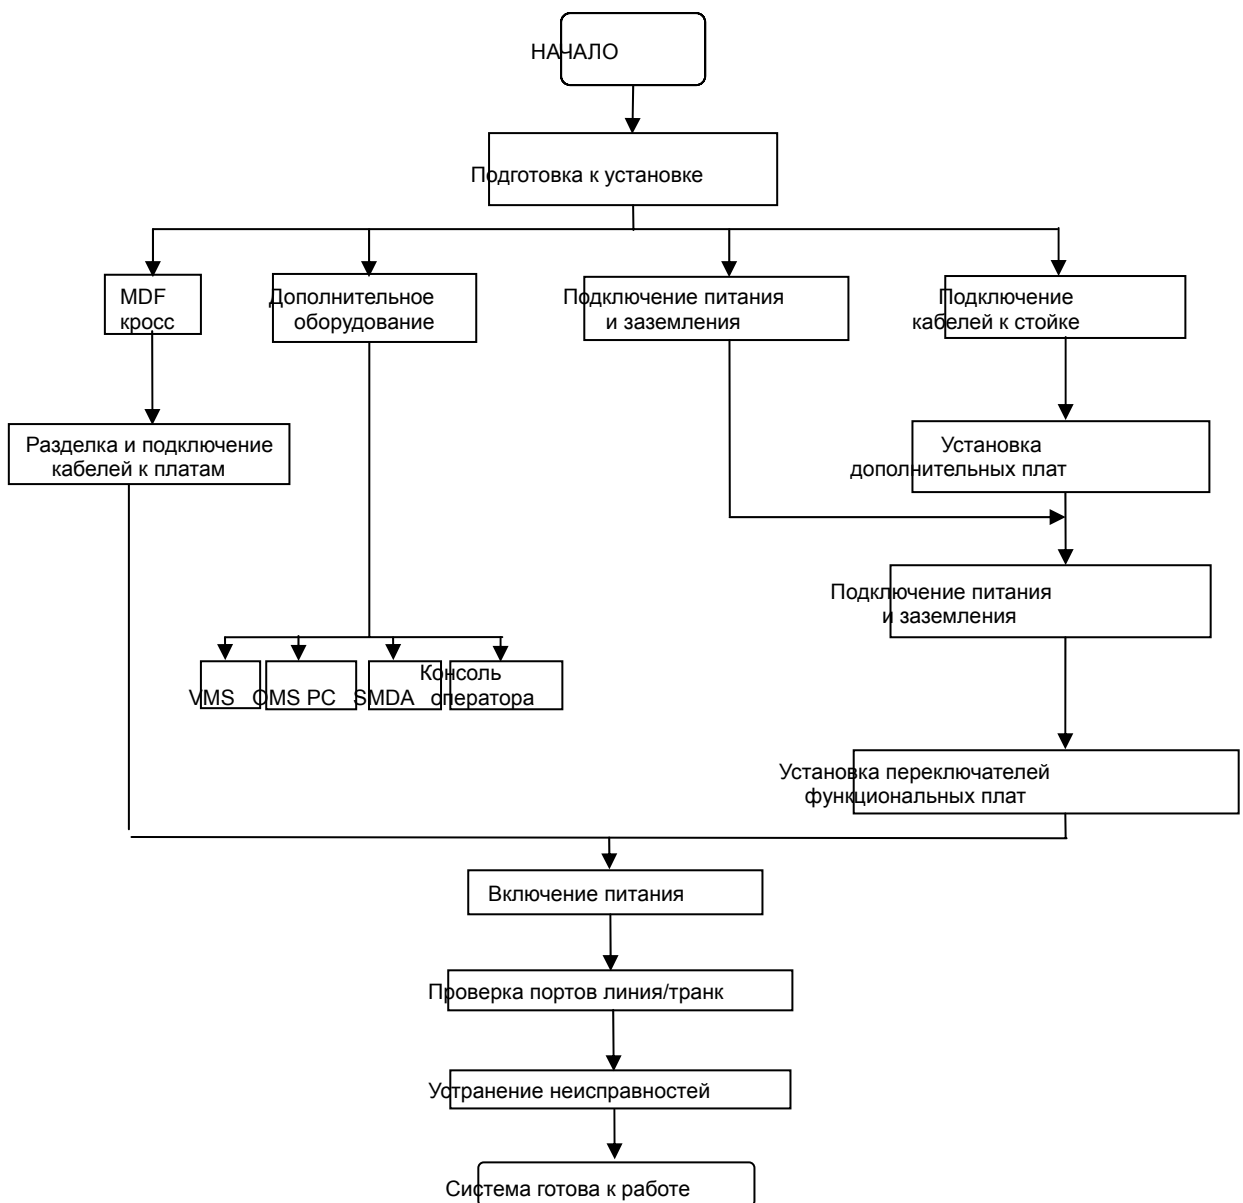 НАЧАЛО
Подготовка к установке
MDF
кросс
Дополнительное
оборудование
Подключение питания
и заземления
Подключение
кабелей к стойке
Разделка и подключение
кабелей к платам
Установка
дополнительных плат
Подключение питания
и заземления
VMS
OMS PC
SMDA
Консоль
оператора
Установка переключателей
функциональных плат
Включение питания
Проверка портов линия/транк
Устранение неисправностей
Система готова к работе